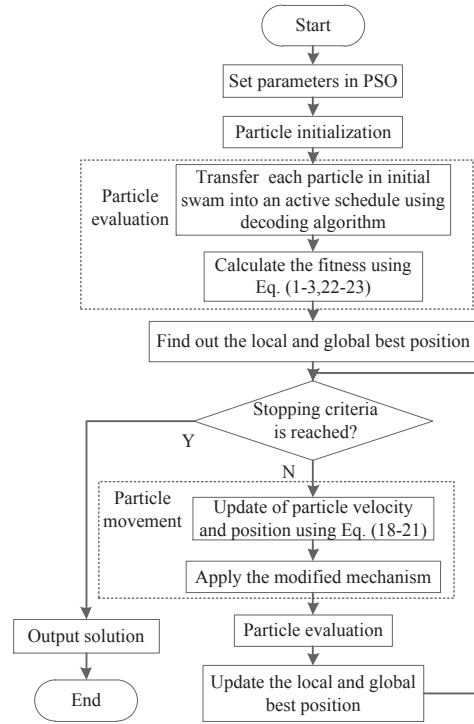 Start
Set parameters in PSO
Particle initialization
Particle
evaluation
Transfer each particle in initial
swam into an active schedule using
decoding algorithm
Calculate the fitness using
Eq. (1-3,22-23)
Find out the local and global best position
Stopping criteria
is reached?
Y
N
Particle
movement
Update of particle velocity
and position using Eq. (18-21)
Apply the modified mechanism
Output solution
Particle evaluation
End
Update the local and global
best position